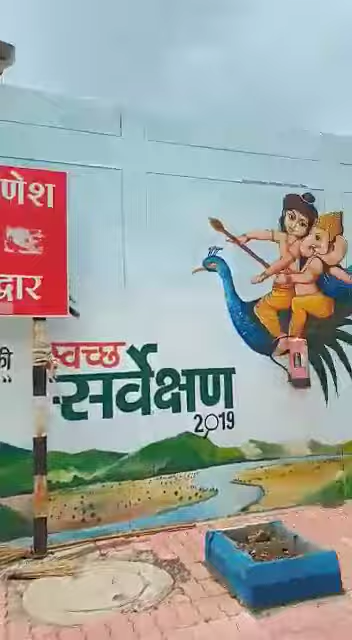 णेश
द्वार
की
स्वच्छ
सर्वेक्षण
2019